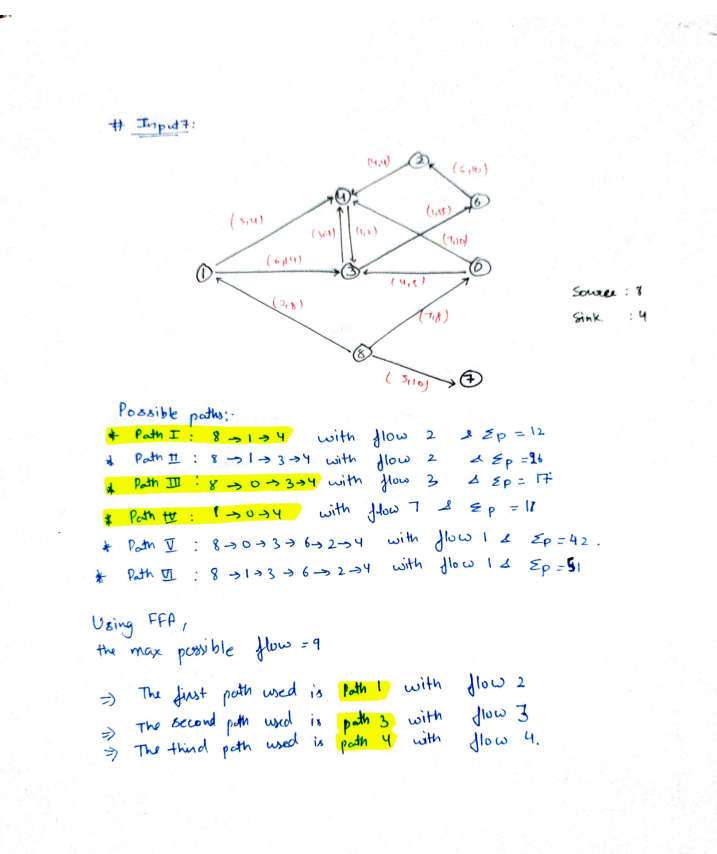 # Input 7:
(4,4)
2
(6,10)
4
6
(3,4)
(3,4)
(1,2)
(1,15)
(7,10)
(6,14)
1
3
0
(4,5)
Source : 8
(2,8)
(7,8)
Sink : 4
8
(3,10)
7
Possible paths:-
* Path I : 8 → 1 → 4 with flow 2 & Σp = 12
* Path II : 8 → 1 → 3 → 4 with flow 2 & Σp = 26
* Path III : 8 → 0 → 3 → 4 with flow 3 & Σp = 17
* Path IV : 8 → 0 → 4 with flow 7 & Σp = 18
* Path V : 8 → 0 → 3 → 6 → 2 → 4 with flow 1 & Σp = 42.
* Path VI : 8 → 1 → 3 → 6 → 2 → 4 with flow 1 & Σp = 51
Using FFA,
the max possible flow = 9
⇒ The first path used is Path 1 with flow 2
⇒ The second path used is path 3 with flow 3
⇒ The third path used is path 4 with flow 4.